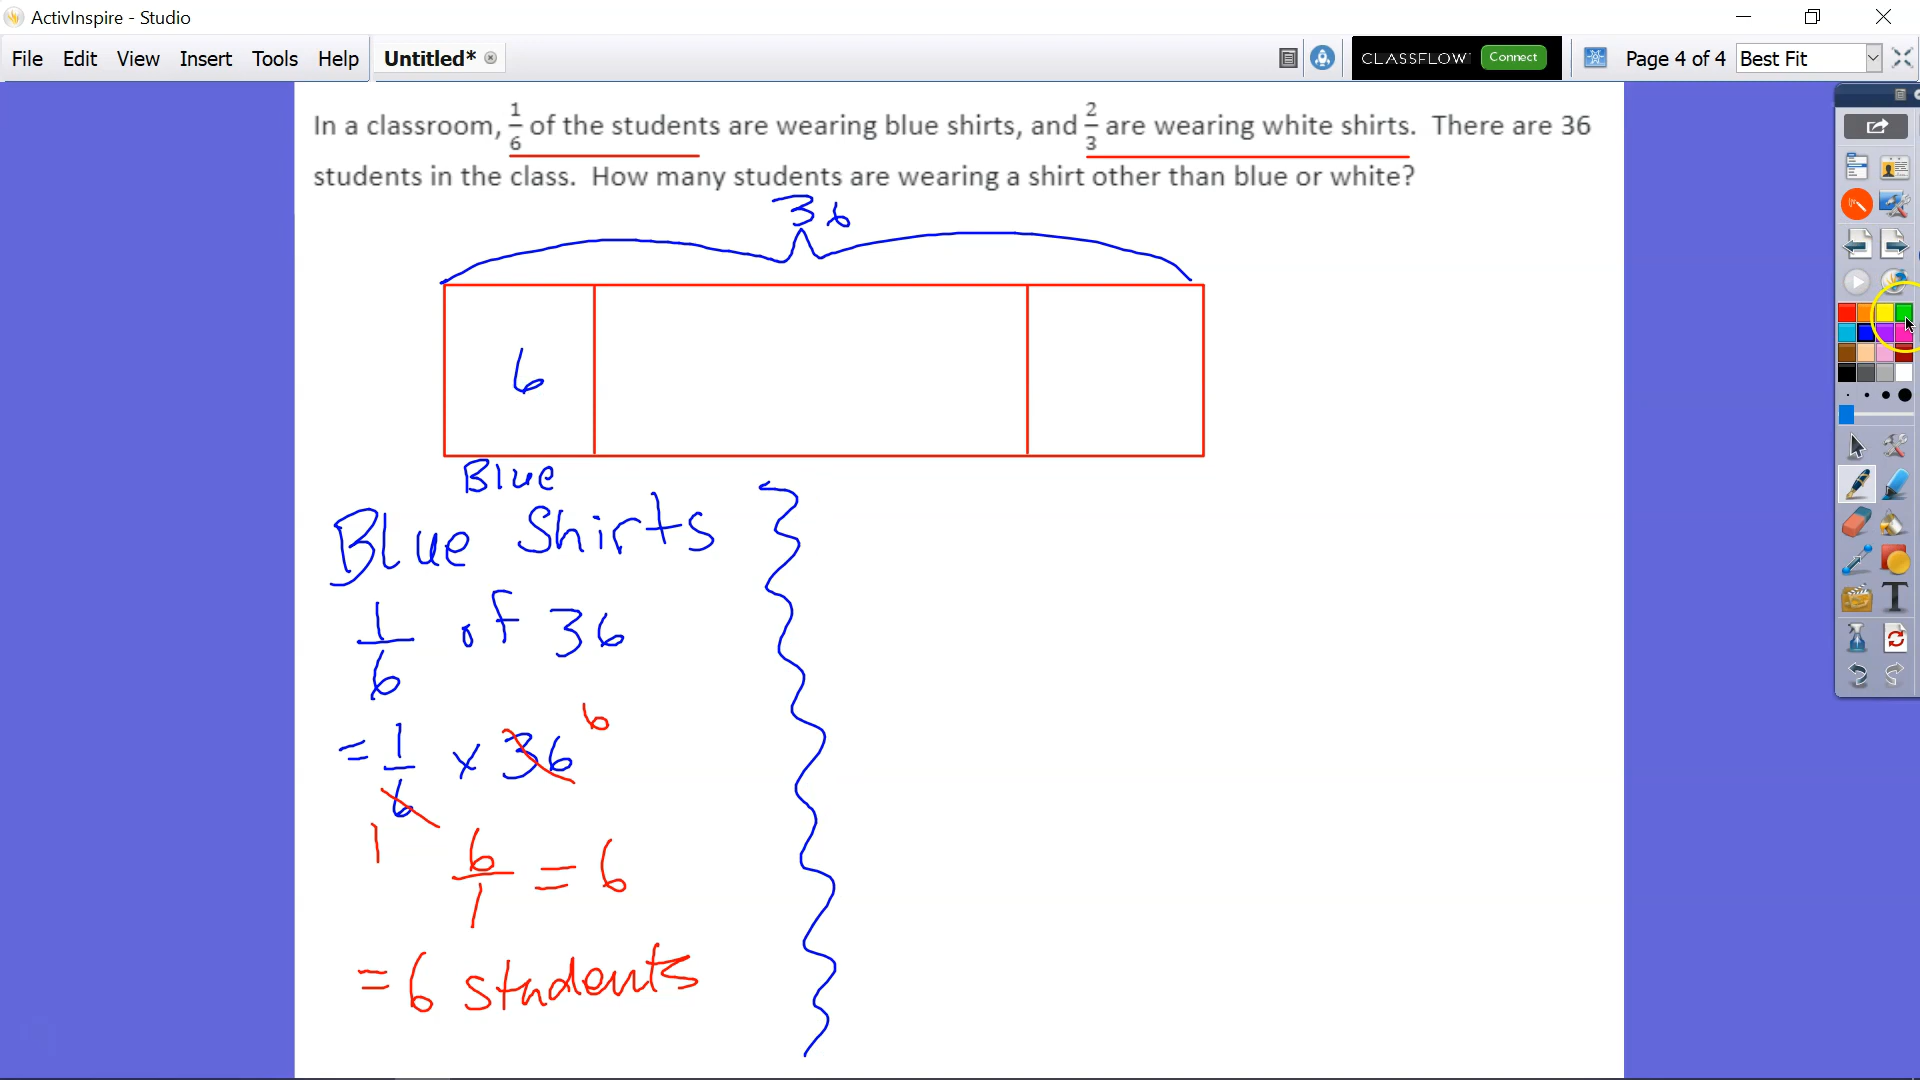 ActivInspire - Studio
File Edit View Insert Tools Help Untitled* CLASSFLOW Connect Page 4 of 4 Best Fit
In a classroom, 1/6 of the students are wearing blue shirts, and 2/3 are wearing white shirts. There are 36
students in the class. How many students are wearing a shirt other than blue or white?
36
6
Blue
Blue Shirts
1/6 of 36
= 1/6 x 36 6
1
6/1 = 6
= 6 students